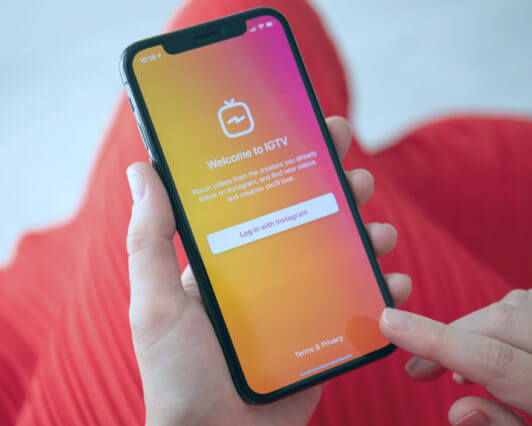 10:18
Welcome to IGTV
Watch videos from the creators you already
follow on Instagram, and find new videos
and creators you'll love.
Log in with Instagram
Terms & Privacy